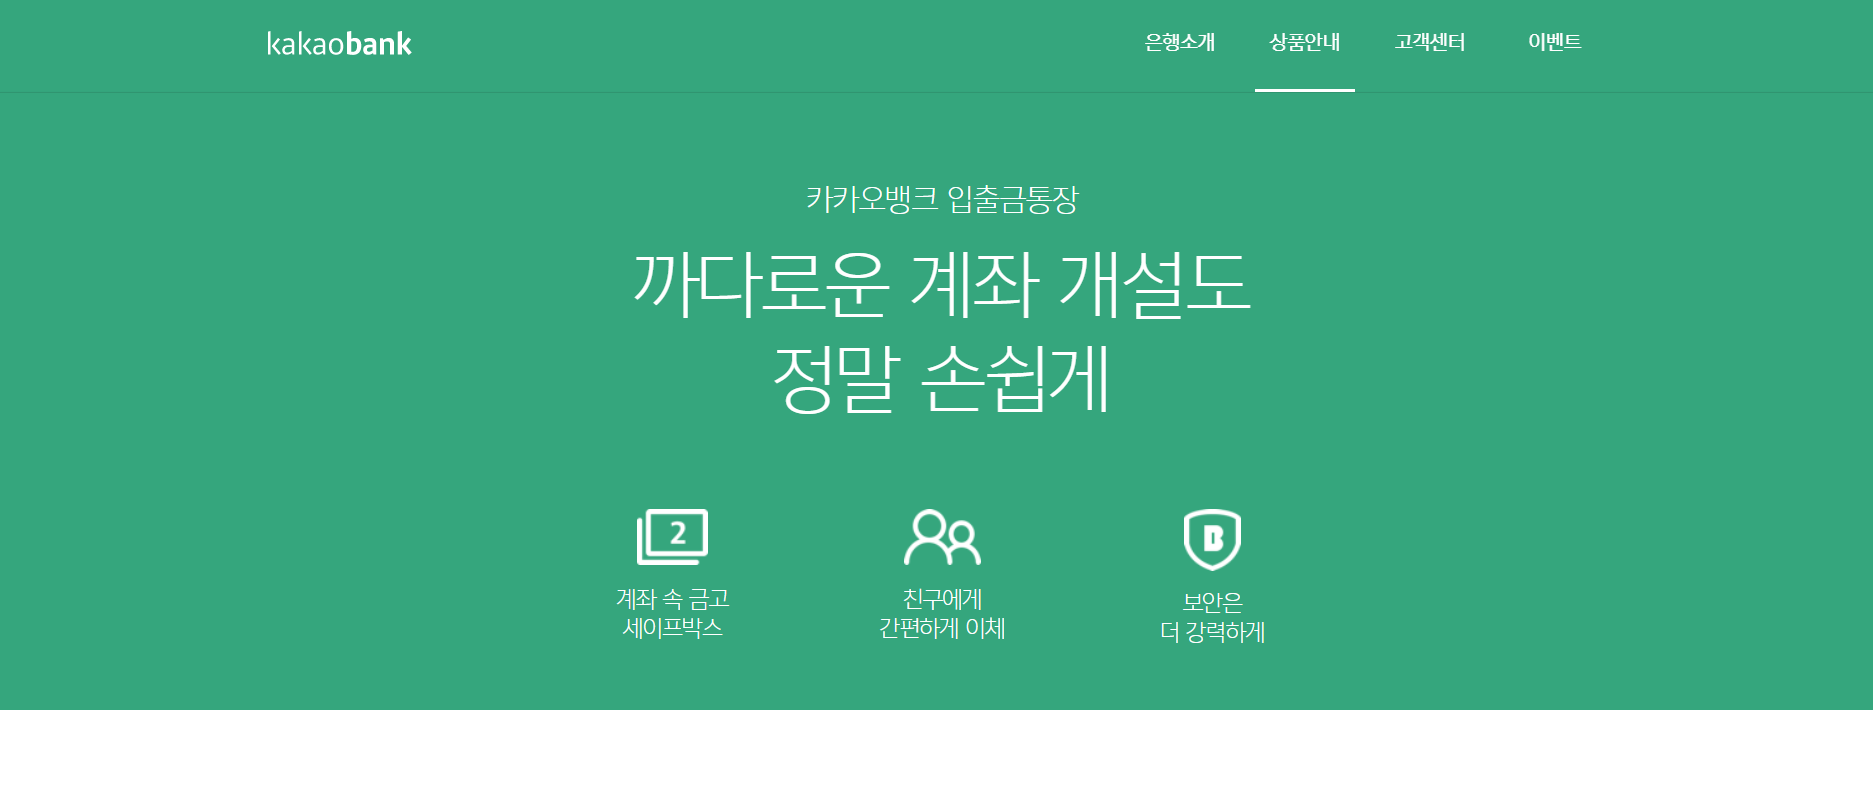 kakaobank
은행소개 상품안내 고객센터 이벤트
카카오뱅크 입출금통장
까다로운 계좌 개설도
정말 손쉽게
2
계좌 속 금고
세이프박스
친구에게
간편하게 이체
B
보안은
더 강력하게